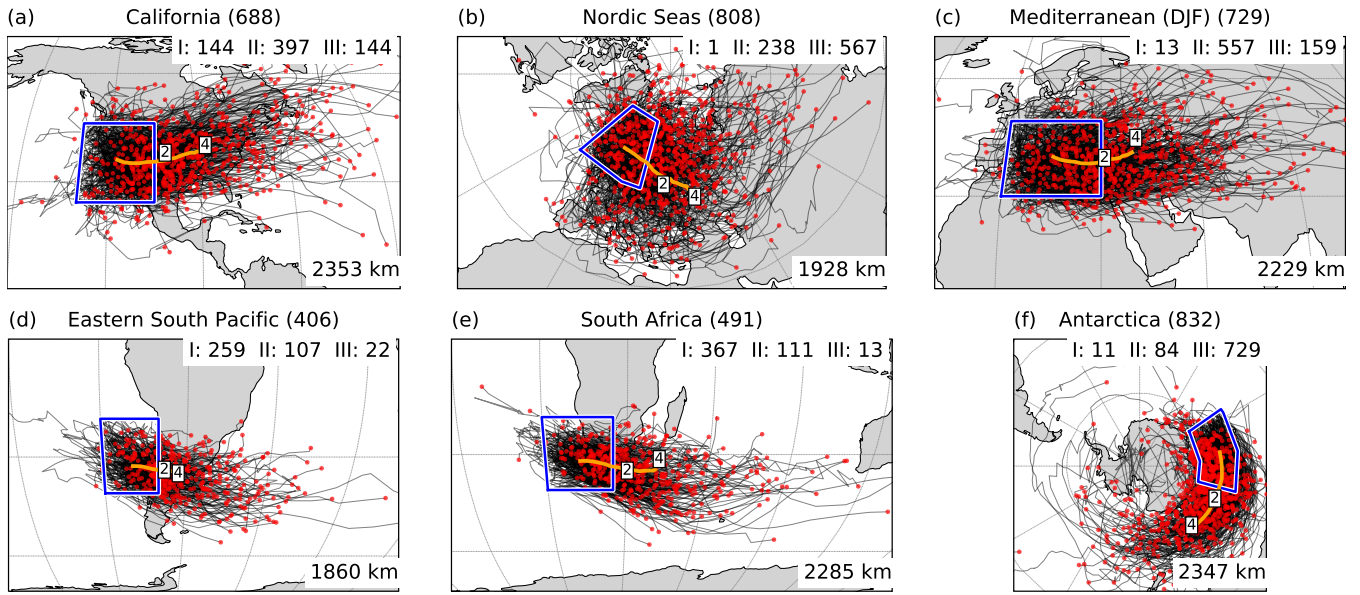 (a) California (688)
I: 144 II: 397 III: 144
2
4
2353 km
(b) Nordic Seas (808)
I: 1 II: 238 III: 567
2
4
1928 km
(c) Mediterranean (DJF) (729)
I: 13 II: 557 III: 159
2
4
2229 km
(d) Eastern South Pacific (406)
I: 259 II: 107 III: 22
2
4
1860 km
(e) South Africa (491)
I: 367 II: 111 III: 13
2
4
2285 km
(f) Antarctica (832)
I: 11 II: 84 III: 729
2
4
2347 km